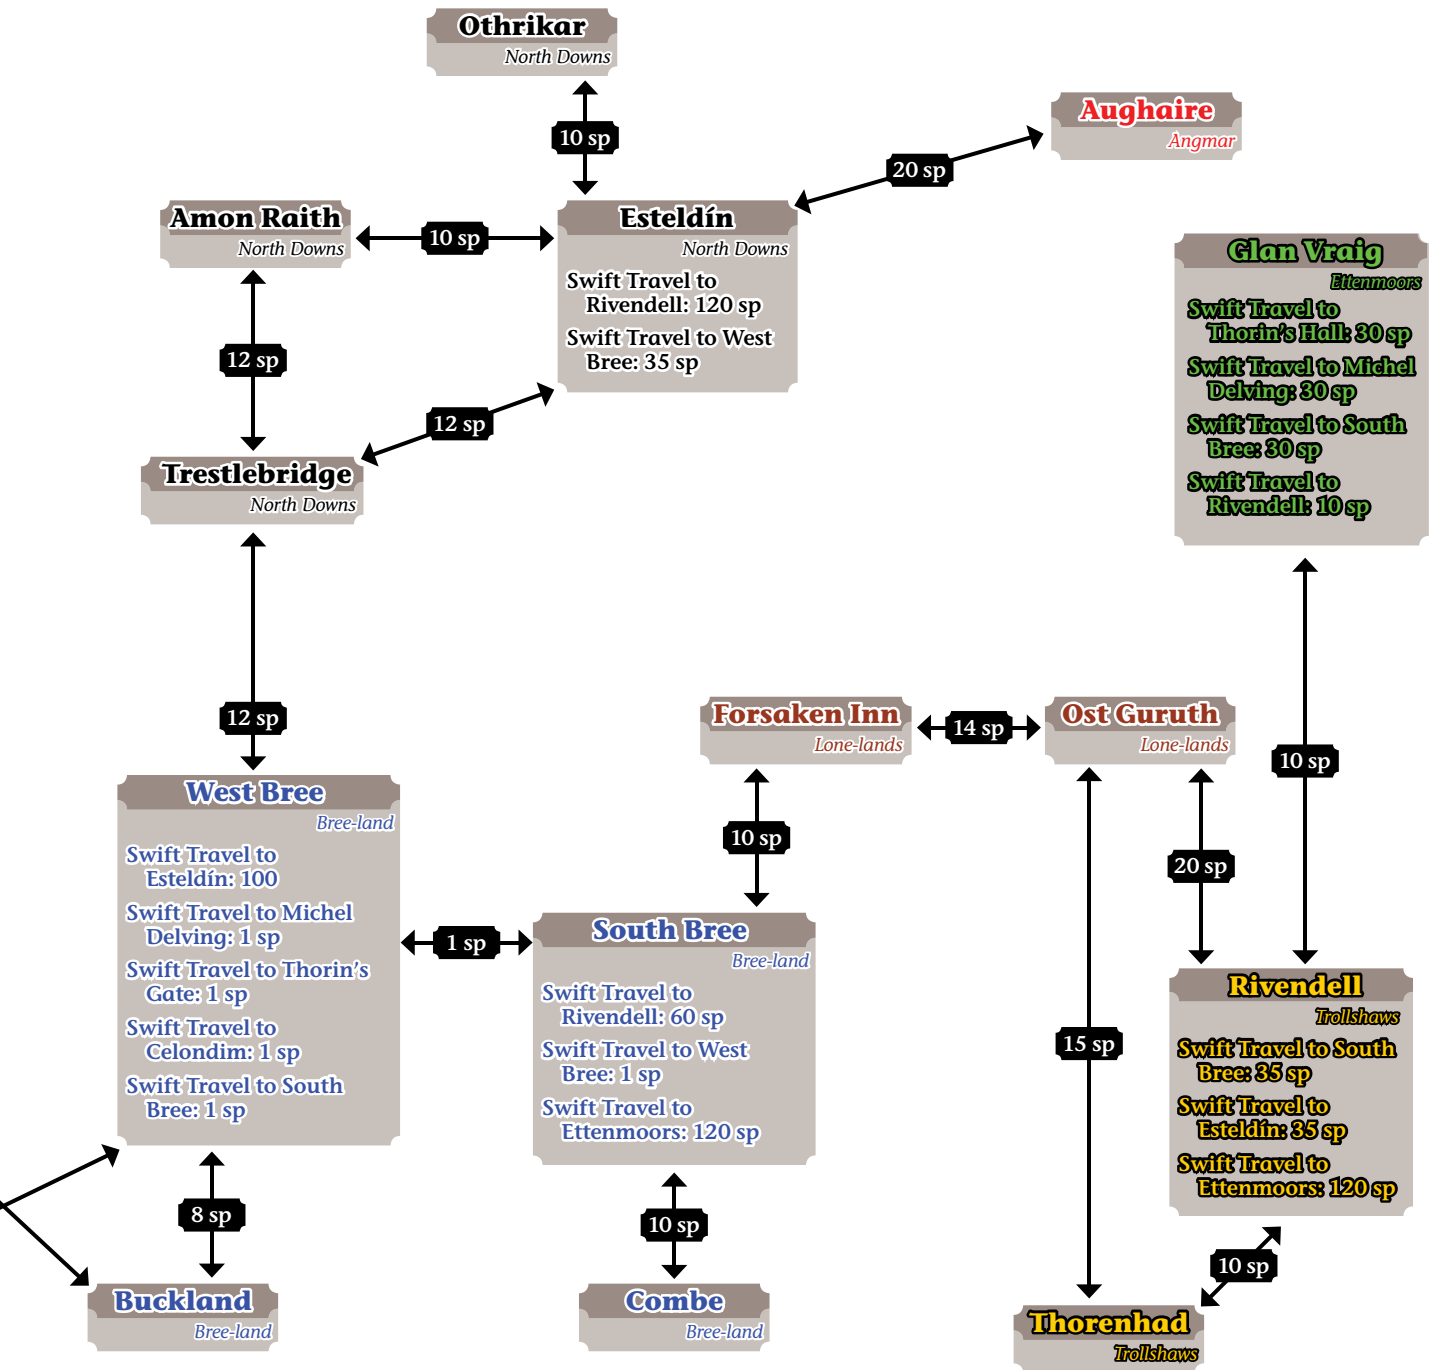 Othrikar
North Downs
10 sp
Aughaire
Angmar
20 sp
Amon Raith
North Downs
10 sp
Esteldín
North Downs
Swift Travel to
Rivendell: 120 sp
Swift Travel to West
Bree: 35 sp
Glan Vraig
Ettenmoors
Swift Travel to
Thorin's Hall: 30 sp
Swift Travel to Michel
Delving: 30 sp
Swift Travel to South
Bree: 30 sp
Swift Travel to
Rivendell: 10 sp
12 sp
12 sp
Trestlebridge
North Downs
12 sp
Forsaken Inn
Lone-lands
14 sp
Ost Guruth
Lone-lands
10 sp
West Bree
Bree-land
Swift Travel to
Esteldín: 100
Swift Travel to Michel
Delving: 1 sp
Swift Travel to Thorin's
Gate: 1 sp
Swift Travel to
Celondim: 1 sp
Swift Travel to South
Bree: 1 sp
10 sp
20 sp
1 sp
South Bree
Bree-land
Swift Travel to
Rivendell: 60 sp
Swift Travel to West
Bree: 1 sp
Swift Travel to
Ettenmoors: 120 sp
15 sp
Rivendell
Trollshaws
Swift Travel to South
Bree: 35 sp
Swift Travel to
Esteldín: 35 sp
Swift Travel to
Ettenmoors: 120 sp
8 sp
10 sp
10 sp
Buckland
Bree-land
Combe
Bree-land
Thorenhad
Trollshaws